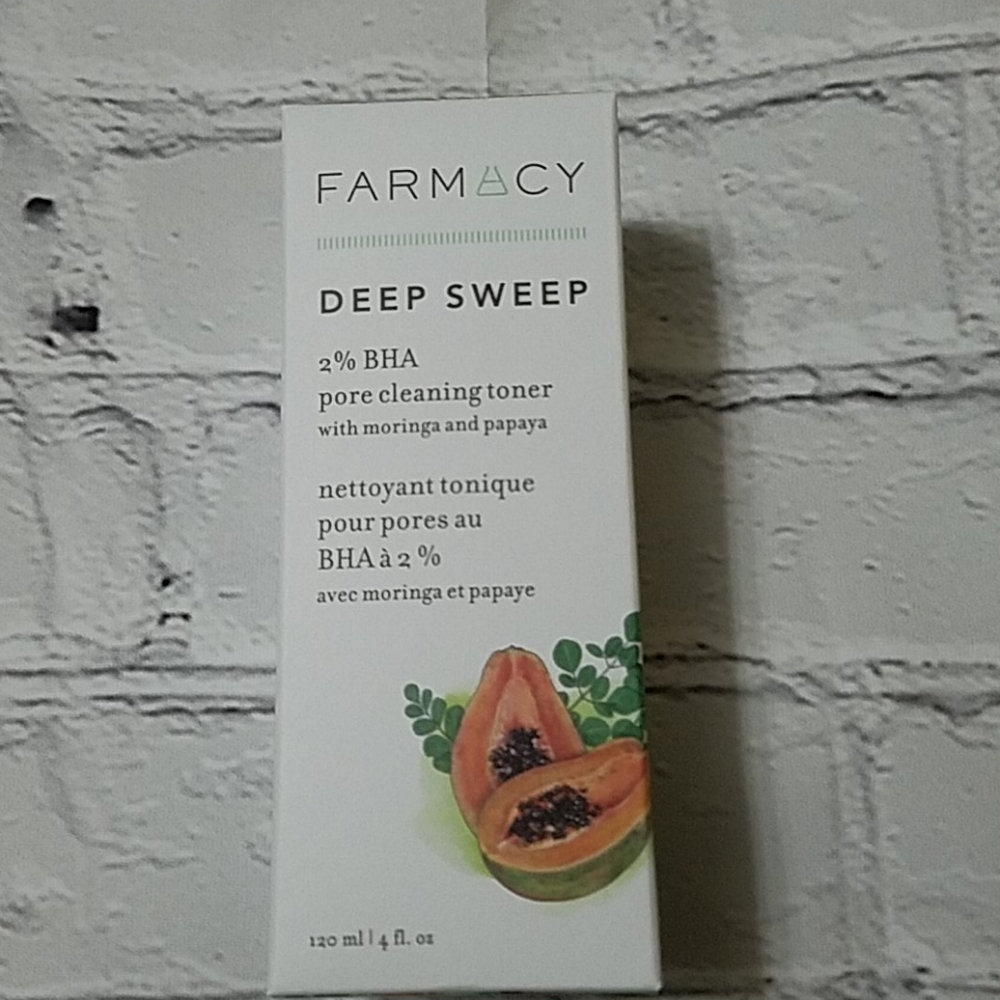 FARMACY
DEEP SWEEP
2% BHA
pore cleaning toner
with moringa and papaya
nettoyant tonique
pour pores au
BHA à 2 %
avec moringa et papaye
120 ml | 4 fl. oz